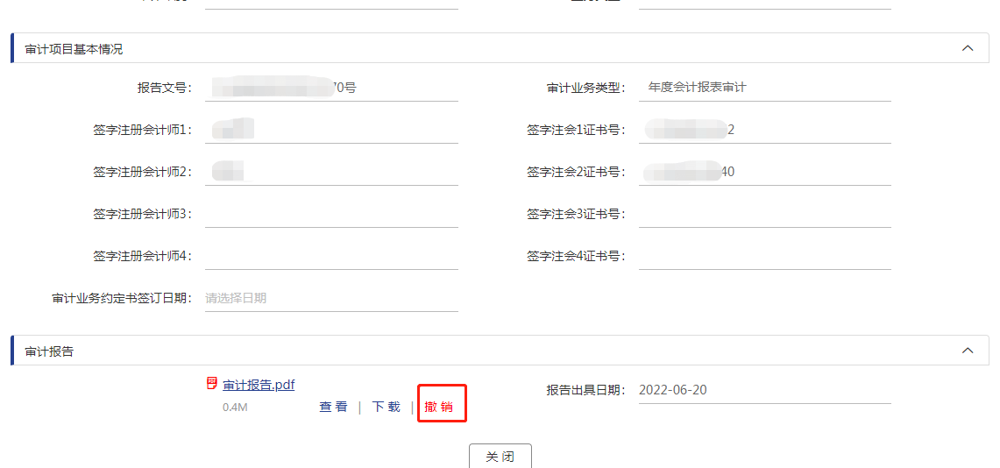 审计项目基本情况
报告文号： 70号 审计业务类型： 年度会计报表审计
签字注册会计师1： 签字注会1证书号： 2
签字注册会计师2： 签字注会2证书号： 40
签字注册会计师3： 签字注会3证书号：
签字注册会计师4： 签字注会4证书号：
审计业务约定书签订日期： 请选择日期
审计报告
审计报告.pdf 报告出具日期： 2022-06-20
0.4M 查看 | 下载 | 撤销
关闭